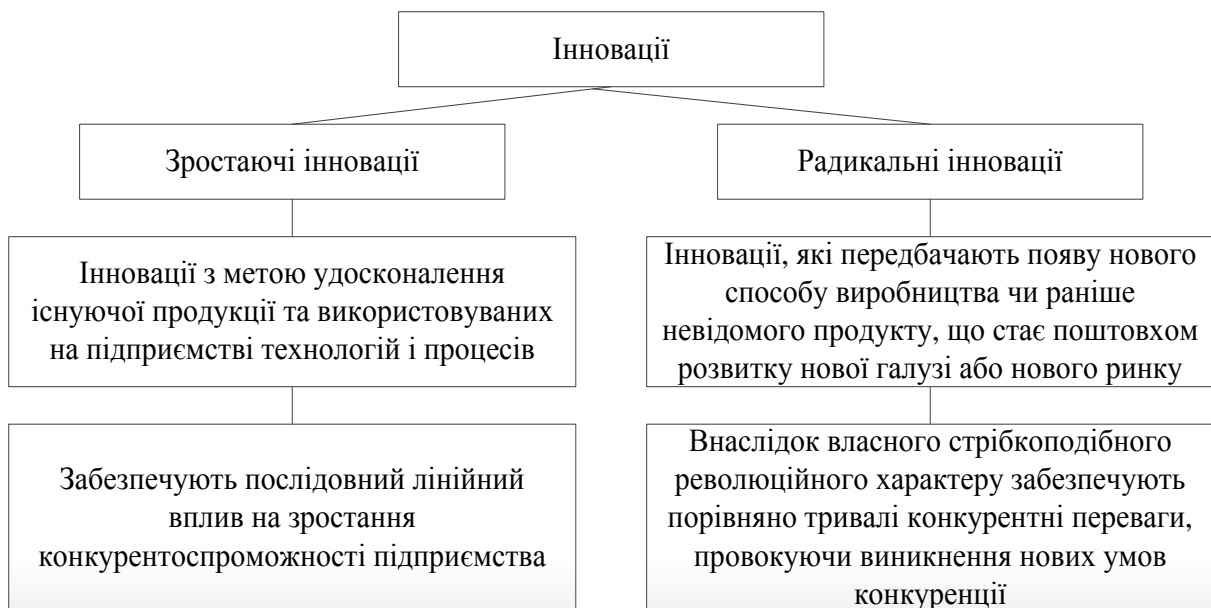 Інновації
Зростаючі інновації
Радикальні інновації
Інновації з метою удосконалення
існуючої продукції та використовуваних
на підприємстві технологій і процесів
Інновації, які передбачають появу нового
способу виробництва чи раніше
невідомого продукту, що стає поштовхом
розвитку нової галузі або нового ринку
Забезпечують послідовний лінійний
вплив на зростання
конкурентоспроможності підприємства
Внаслідок власного стрібкоподібного
революційного характеру забезпечують
порівняно тривалі конкурентні переваги,
провокуючи виникнення нових умов
конкуренції